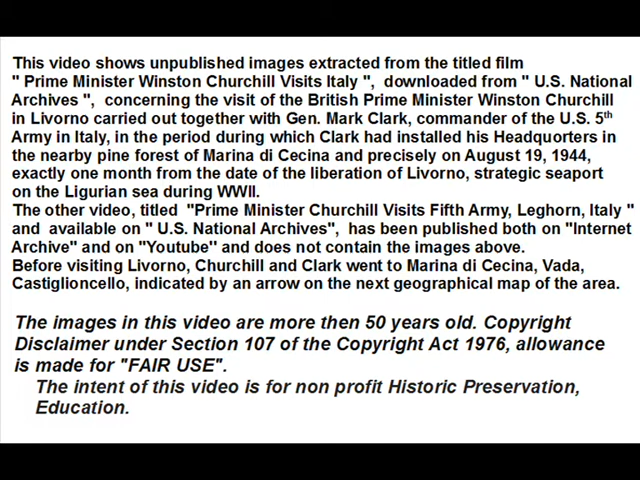 This video shows unpublished images extracted from the titled film
" Prime Minister Winston Churchill Visits Italy ",  downloaded from " U.S. National
Archives ",  concerning the visit of the British Prime Minister Winston Churchill
in Livorno carried out together with Gen. Mark Clark, commander of the U.S. 5th
Army in Italy, in the period during which Clark had installed his Headquorters in
the nearby pine forest of Marina di Cecina and precisely on August 19, 1944,
exactly one month from the date of the liberation of Livorno, strategic seaport
on the Ligurian sea during WWII.
The other video, titled  "Prime Minister Churchill Visits Fifth Army, Leghorn, Italy "
and  available on " U.S. National Archives",  has been published both on "Internet
Archive" and on "Youtube" and does not contain the images above.
Before visiting Livorno, Churchill and Clark went to Marina di Cecina, Vada,
Castiglioncello, indicated by an arrow on the next geographical map of the area.
The images in this video are more then 50 years old. Copyright
Disclaimer under Section 107 of the Copyright Act 1976, allowance
is made for "FAIR USE".
The intent of this video is for non profit Historic Preservation,
Education.